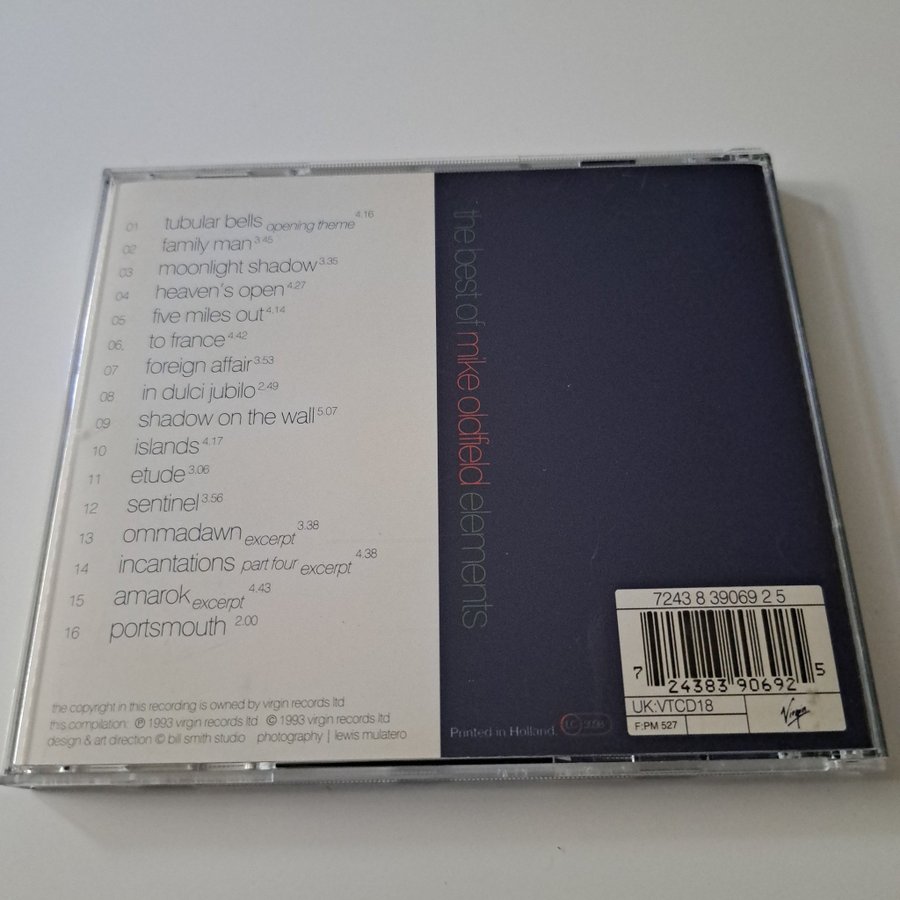 01 tubular bells opening theme 4.16
02 family man 3.45
03 moonlight shadow 3.35
04 heaven's open 4.27
05 five miles out 4.14
06. to france 4.42
07 foreign affair 3.53
08 in dulci jubilo 2.49
09 shadow on the wall 5.07
10 islands 4.17
11 etude 3.06
12 sentinel 3.56
13 ommadawn excerpt 3.38
14 incantations part four excerpt 4.38
15 amarok excerpt 4.43
16 portsmouth 2.00
the copyright in this recording is owned by virgin records ltd
this compilation: ℗ 1993 virgin records ltd © 1993 virgin records ltd
design & art direction © bill smith studio photography | lewis mulatero
the best of mike oldfield elements
Printed in Holland.
LC
7243 8 39069 2 5
7 24383 90692 5
UK:VTCD18
F:PM 527
Virgin